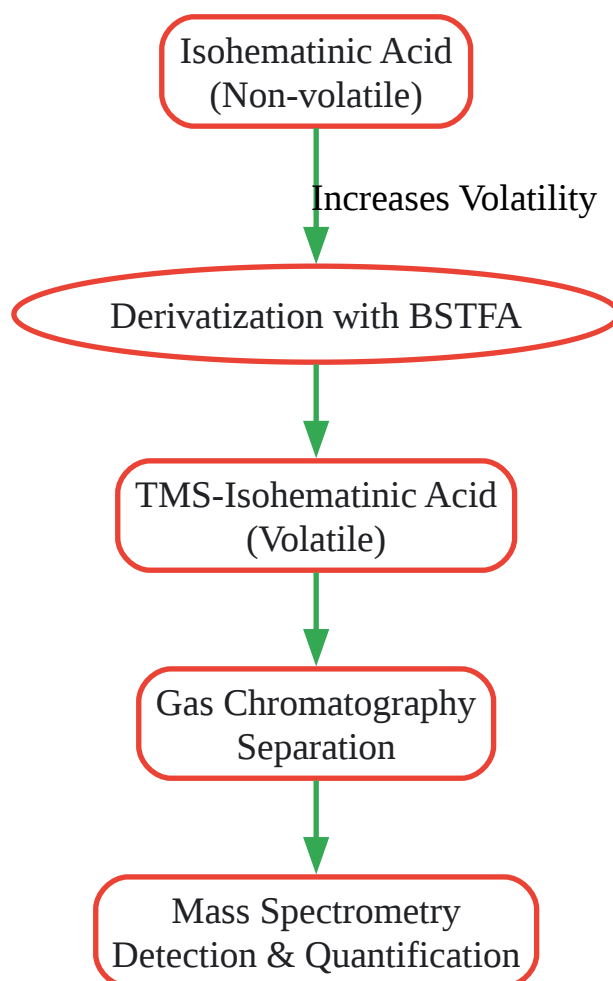 Isohematinic Acid
(Non-volatile)
Increases Volatility
Derivatization with BSTFA
TMS-Isohematinic Acid
(Volatile)
Gas Chromatography
Separation
Mass Spectrometry
Detection & Quantification